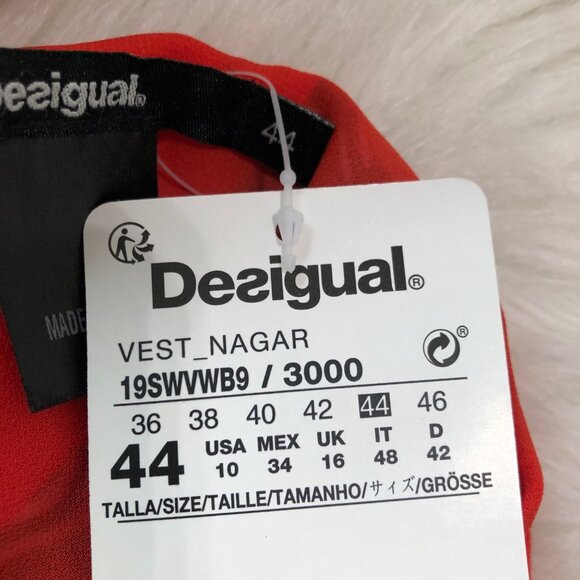 Desigual.
44
MADE
Desigual®
VEST_NAGAR
19SWVWB9 / 3000
36 38 40 42 44 46
44 USA MEX UK IT D
10 34 16 48 42
TALLA/SIZE/TAILLE/TAMANHO/サイズ/GRÖSSE